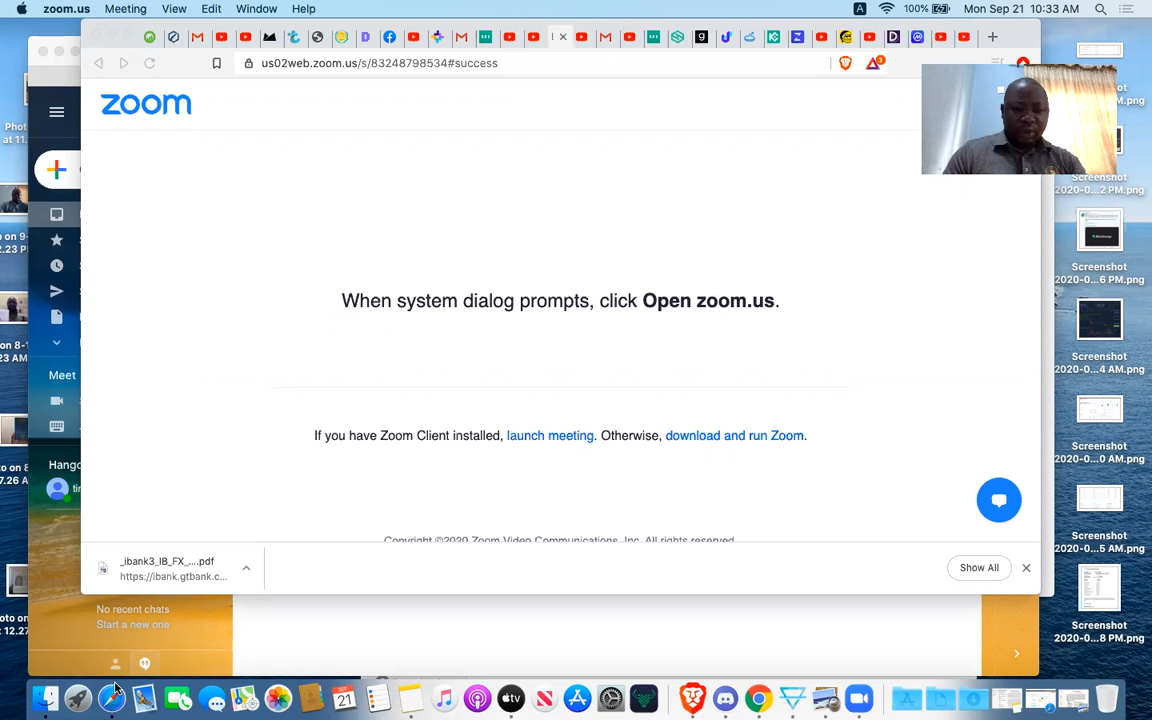 zoom.us Meeting View Edit Window Help
100% Mon Sep 21 10:33 AM
us02web.zoom.us/s/83248798534#success
zoom
When system dialog prompts, click Open zoom.us.
If you have Zoom Client installed, launch meeting. Otherwise, download and run Zoom.
Copyright ©2020 Zoom Video Communications, Inc. All rights reserved.
_ibank3_IB_FX_....pdf
https://ibank.gtbank.c...
Show All
Meet
No recent chats
Start a new one
Screenshot
2020-0...2 PM.png
Screenshot
2020-0...6 PM.png
Screenshot
2020-0...4 AM.png
Screenshot
2020-0...0 AM.png
Screenshot
2020-0...5 AM.png
Screenshot
2020-0...8 PM.png